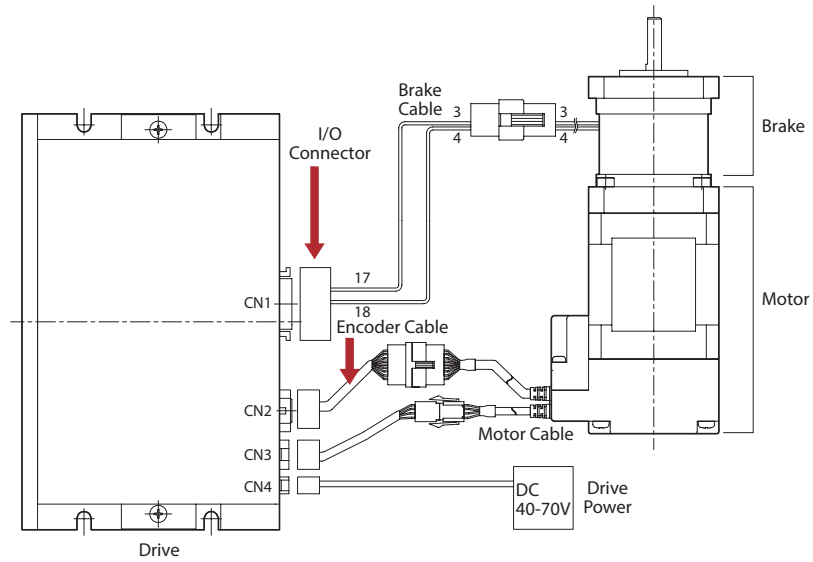 Brake
Cable
3
3
4
4
Brake
I/O
Connector
17
CN1
18
Motor
Encoder Cable
CN2
Motor Cable
CN3
CN4
DC
40-70V
Drive
Power
Drive